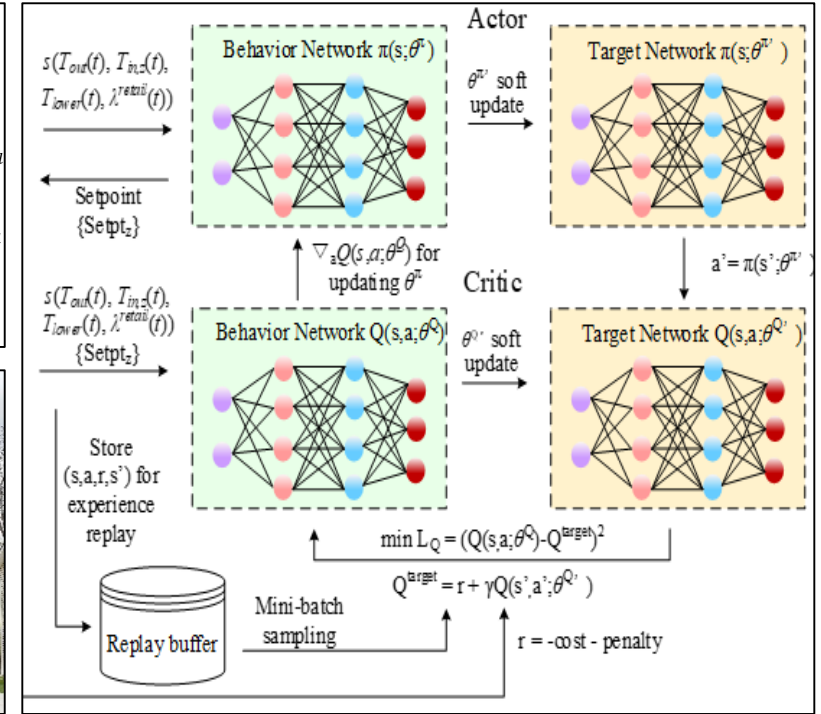 Actor
s(T_out(t), T_in,z(t),
T_lower(t), λ^retail(t))
Setpoint
{Setpt_z}
Behavior Network π(s;θ^π)
θ^π' soft
update
Target Network π(s;θ^π' )
∇_a Q(s,a;θ^Q) for
updating θ^π
a'= π(s';θ^π' )
Critic
s(T_out(t), T_in,z(t),
T_lower(t), λ^retail(t))
{Setpt_z}
Behavior Network Q(s,a;θ^Q)
θ^Q' soft
update
Target Network Q(s,a;θ^Q' )
Store
(s,a,r,s') for
experience
replay
min L_Q = (Q(s,a;θ^Q)-Q^target)^2
Q^target = r + γQ(s',a';θ^Q' )
Replay buffer
Mini-batch
sampling
r = -cost - penalty